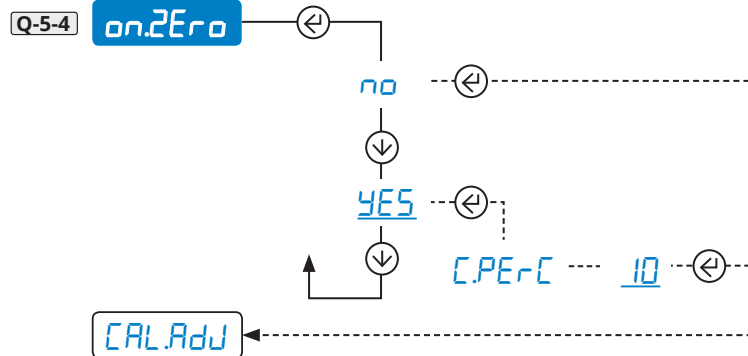 Q-5-4 on.2Ero
no
YES
C.PErC 10
CAL.AdJ